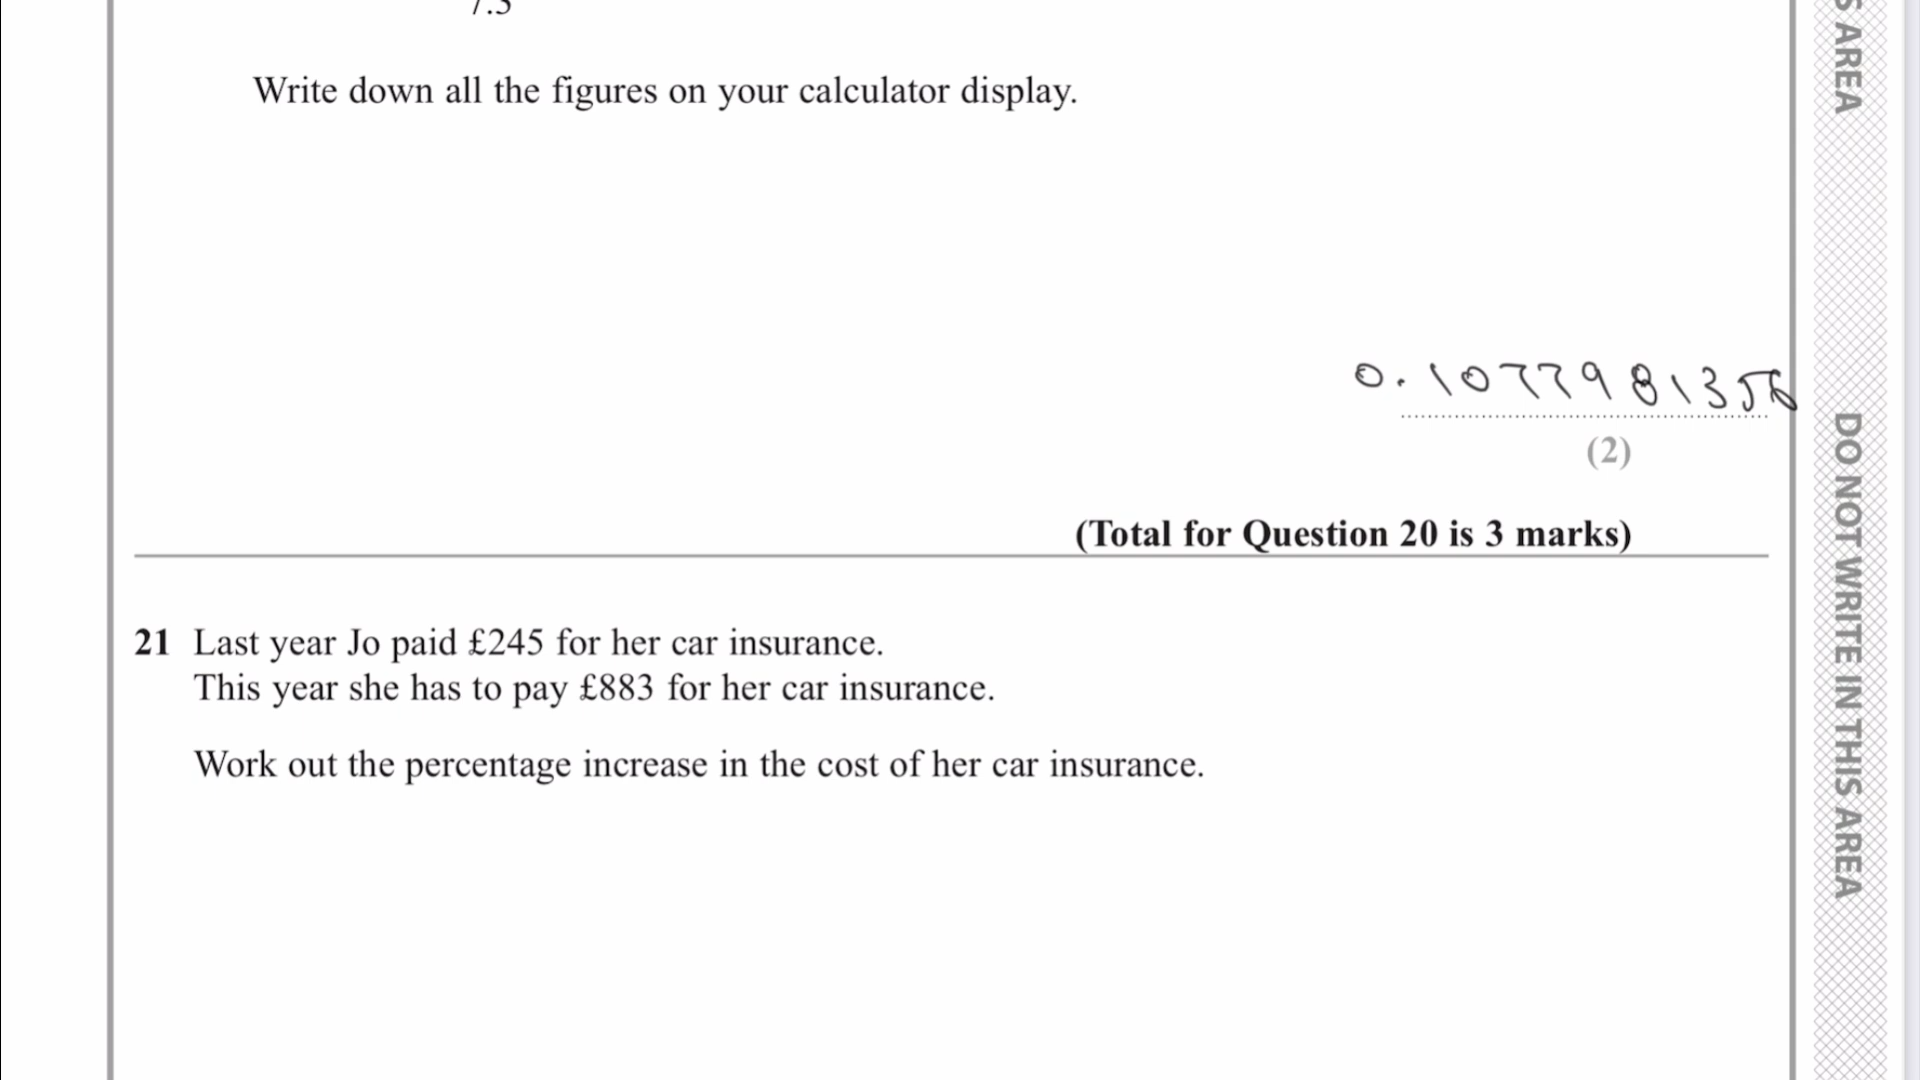 7.3
Write down all the figures on your calculator display.
0.1077981356
(2)
(Total for Question 20 is 3 marks)
21 Last year Jo paid £245 for her car insurance.
This year she has to pay £883 for her car insurance.
Work out the percentage increase in the cost of her car insurance.
S AREA
DO NOT WRITE IN THIS AREA